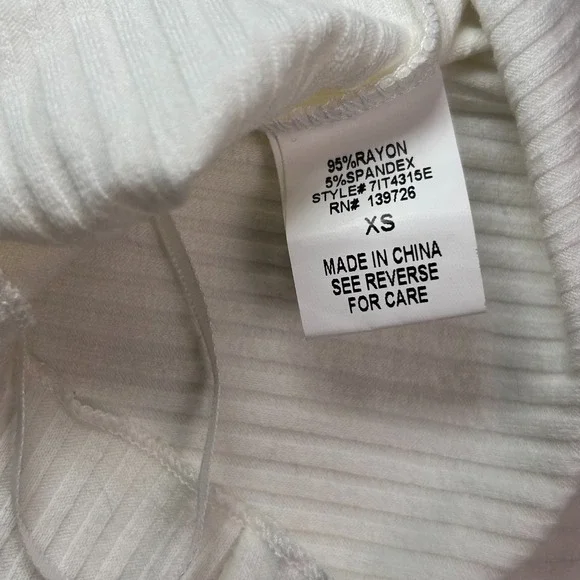 95%RAYON
5%SPANDEX
STYLE# 7IT4315E
RN# 139726
XS
MADE IN CHINA
SEE REVERSE
FOR CARE